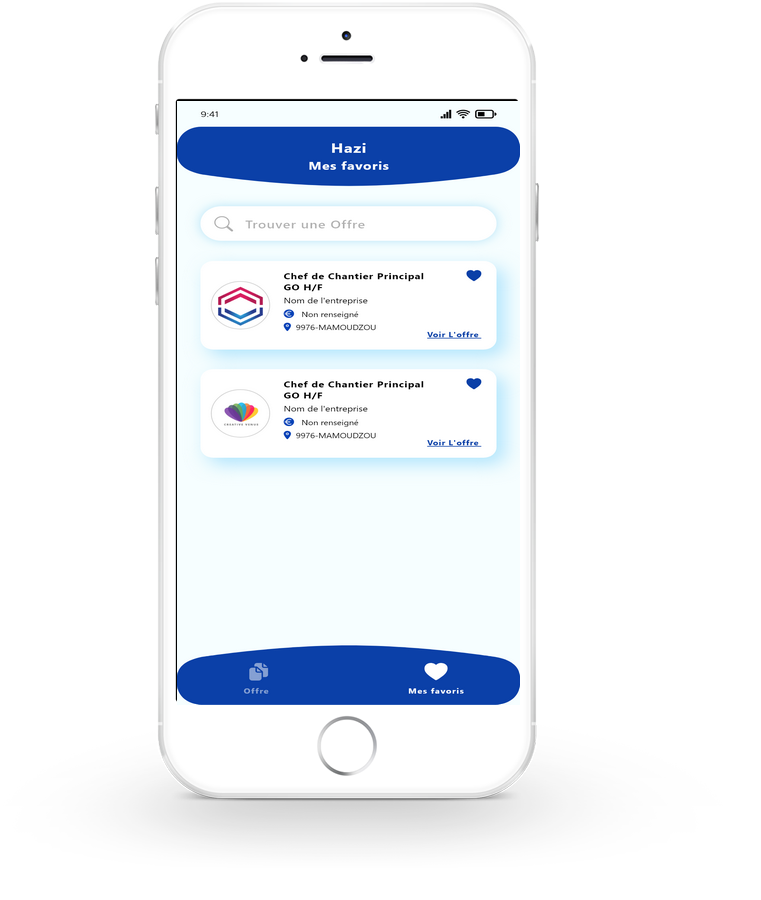 9:41
Hazi
Mes favoris
Trouver une Offre
Chef de Chantier Principal
GO H/F
Nom de l'entreprise
Non renseigné
9976-MAMOUDZOU
Voir L'offre
Chef de Chantier Principal
GO H/F
Nom de l'entreprise
Non renseigné
9976-MAMOUDZOU
Voir L'offre
Offre
Mes favoris